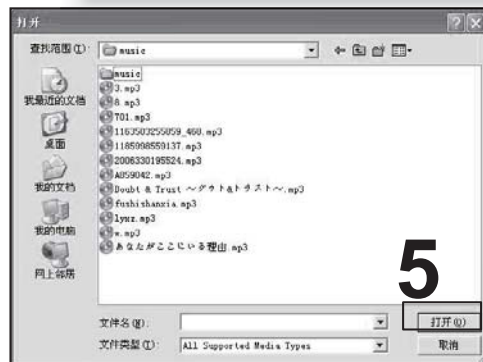 打开
查找范围(I): music
我最近的文档
桌面
我的文档
我的电脑
网上邻居
music
3.mp3
8.mp3
701.mp3
1163503255059_460.mp3
1185998559137.mp3
2006330195524.mp3
A859042.mp3
Doubt & Trust ～ダウト&トラスト～.mp3
fushishanxia.mp3
lyxz.mp3
w.mp3
あなたがここにいる理由.mp3
5
文件名(N): 打开(O)
文件类型(T): All Supported Media Types 取消